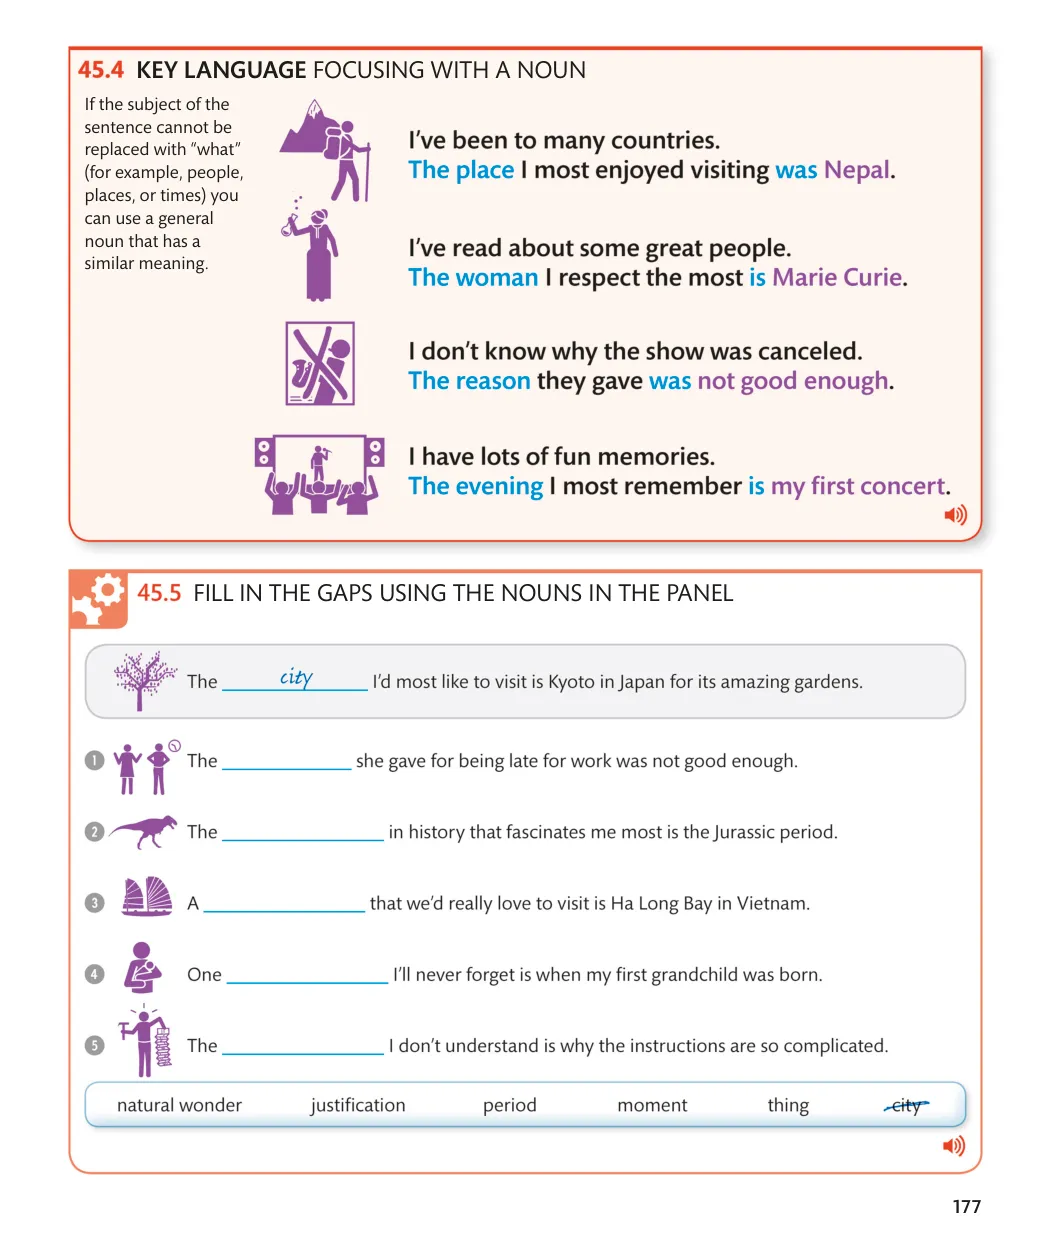 45.4 KEY LANGUAGE FOCUSING WITH A NOUN
If the subject of the
sentence cannot be
replaced with “what”
(for example, people,
places, or times) you
can use a general
noun that has a
similar meaning.
I’ve been to many countries.
The place I most enjoyed visiting was Nepal.
I’ve read about some great people.
The woman I respect the most is Marie Curie.
I don’t know why the show was canceled.
The reason they gave was not good enough.
I have lots of fun memories.
The evening I most remember is my first concert.
45.5 FILL IN THE GAPS USING THE NOUNS IN THE PANEL
The city I’d most like to visit is Kyoto in Japan for its amazing gardens.
1 The ______ she gave for being late for work was not good enough.
2 The ______ in history that fascinates me most is the Jurassic period.
3 A ______ that we’d really love to visit is Ha Long Bay in Vietnam.
4 One ______ I’ll never forget is when my first grandchild was born.
5 The ______ I don’t understand is why the instructions are so complicated.
natural wonder justification period moment thing city
177